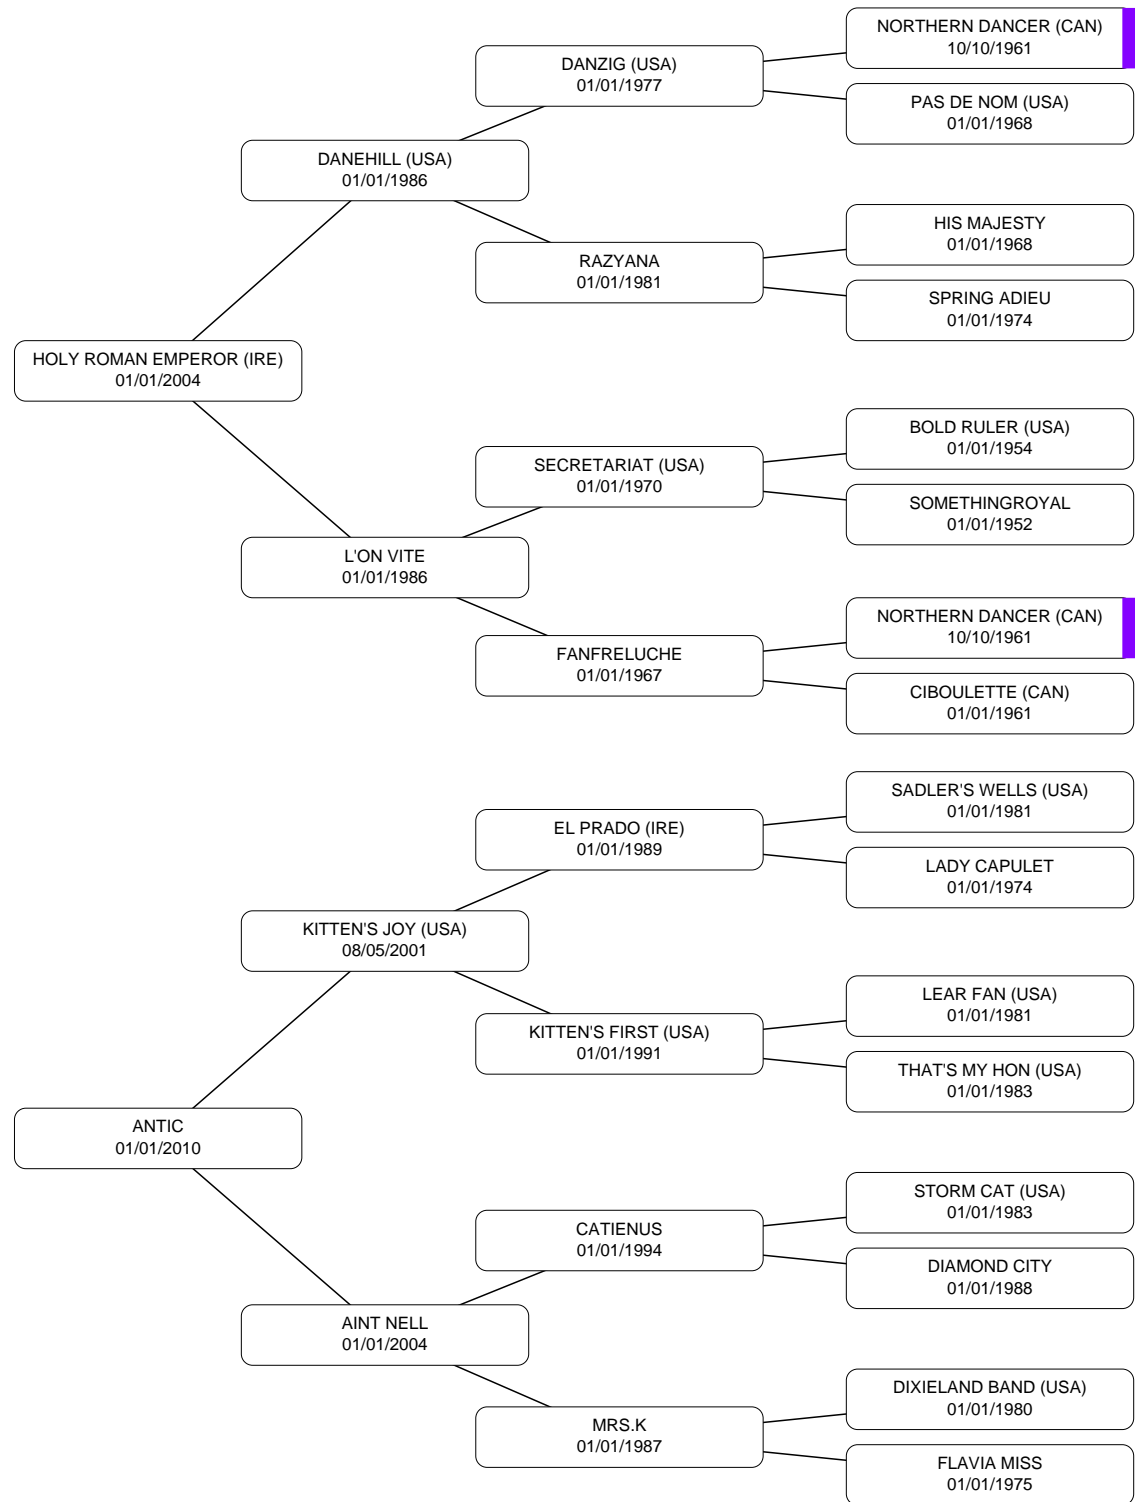 NORTHERN DANCER (CAN)
10/10/1961
DANZIG (USA)
01/01/1977
PAS DE NOM (USA)
01/01/1968
DANEHILL (USA)
01/01/1986
HIS MAJESTY
01/01/1968
RAZYANA
01/01/1981
SPRING ADIEU
01/01/1974
HOLY ROMAN EMPEROR (IRE)
01/01/2004
BOLD RULER (USA)
01/01/1954
SECRETARIAT (USA)
01/01/1970
SOMETHINGROYAL
01/01/1952
L'ON VITE
01/01/1986
NORTHERN DANCER (CAN)
10/10/1961
FANFRELUCHE
01/01/1967
CIBOULETTE (CAN)
01/01/1961
SADLER'S WELLS (USA)
01/01/1981
EL PRADO (IRE)
01/01/1989
LADY CAPULET
01/01/1974
KITTEN'S JOY (USA)
08/05/2001
LEAR FAN (USA)
01/01/1981
KITTEN'S FIRST (USA)
01/01/1991
THAT'S MY HON (USA)
01/01/1983
ANTIC
01/01/2010
STORM CAT (USA)
01/01/1983
CATIENUS
01/01/1994
DIAMOND CITY
01/01/1988
AINT NELL
01/01/2004
DIXIELAND BAND (USA)
01/01/1980
MRS.K
01/01/1987
FLAVIA MISS
01/01/1975